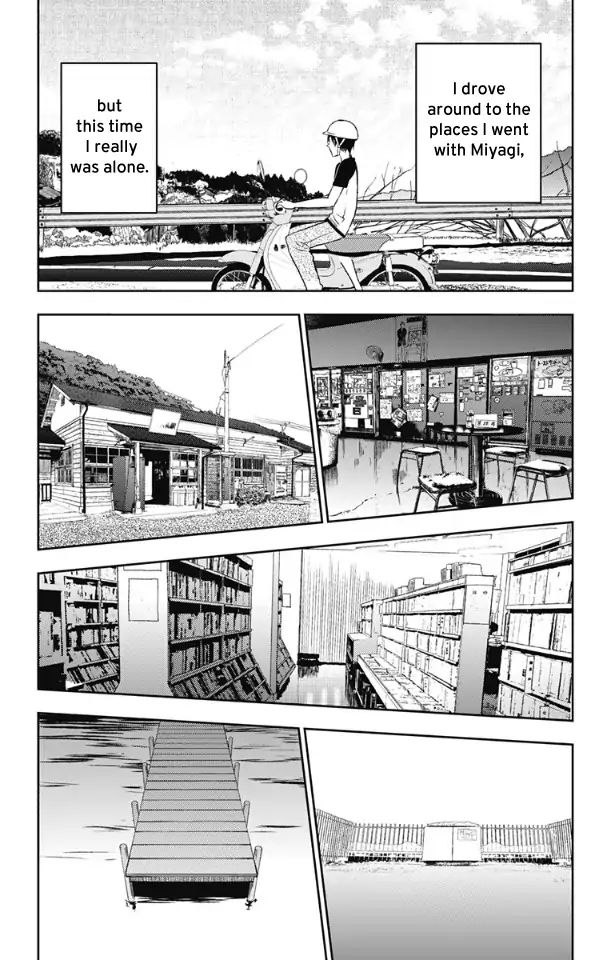 I drove
around to the
places I went
with Miyagi,
but
this time
I really
was alone.